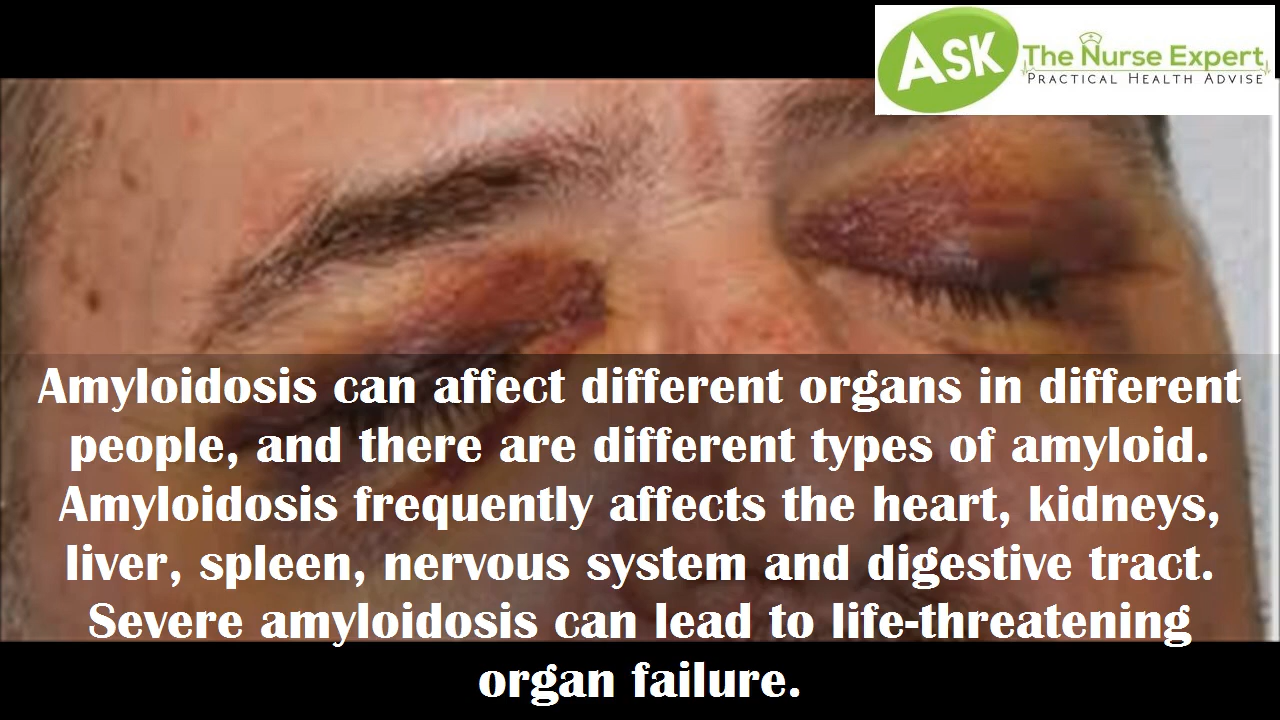 ASK
The Nurse Expert
PRACTICAL HEALTH ADVISE
Amyloidosis can affect different organs in different
people, and there are different types of amyloid.
Amyloidosis frequently affects the heart, kidneys,
liver, spleen, nervous system and digestive tract.
Severe amyloidosis can lead to life-threatening
organ failure.